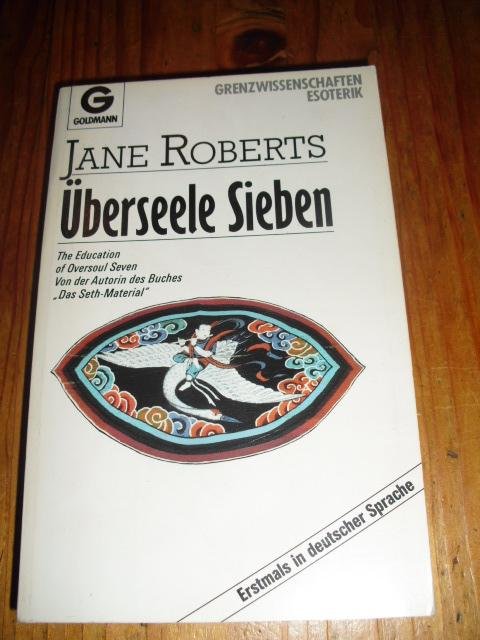 G
GOLDMANN
GRENZWISSENSCHAFTEN
ESOTERIK
JANE ROBERTS
Überseele Sieben
The Education
of Oversoul Seven
Von der Autorin des Buches
„Das Seth-Material"
Erstmals in deutscher Sprache